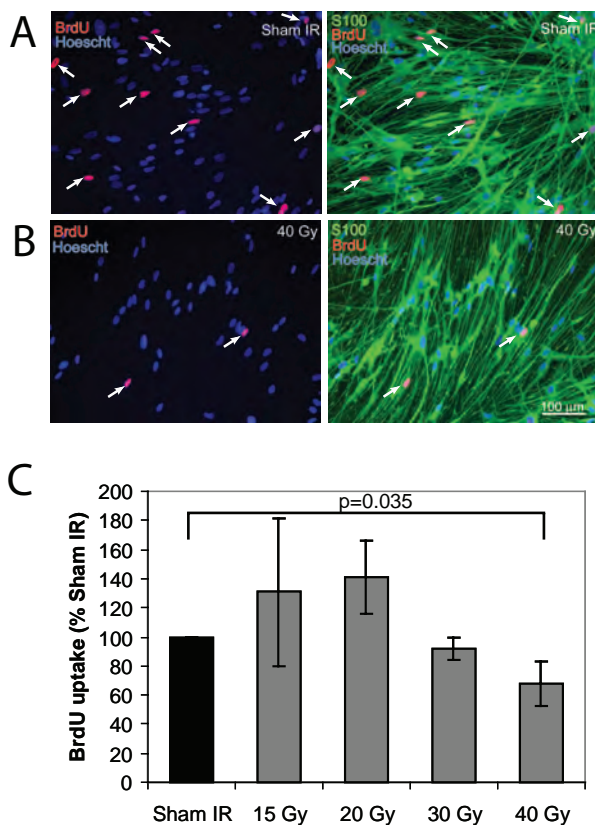 A
BrdU
Hoescht
Sham IR
S100
BrdU
Hoescht
Sham IR
B
BrdU
Hoescht
40 Gy
S100
BrdU
Hoescht
40 Gy
100 µm
C
BrdU uptake (% Sham IR)
200
180
160
140
120
100
80
60
40
20
0
p=0.035
Sham IR 15 Gy 20 Gy 30 Gy 40 Gy